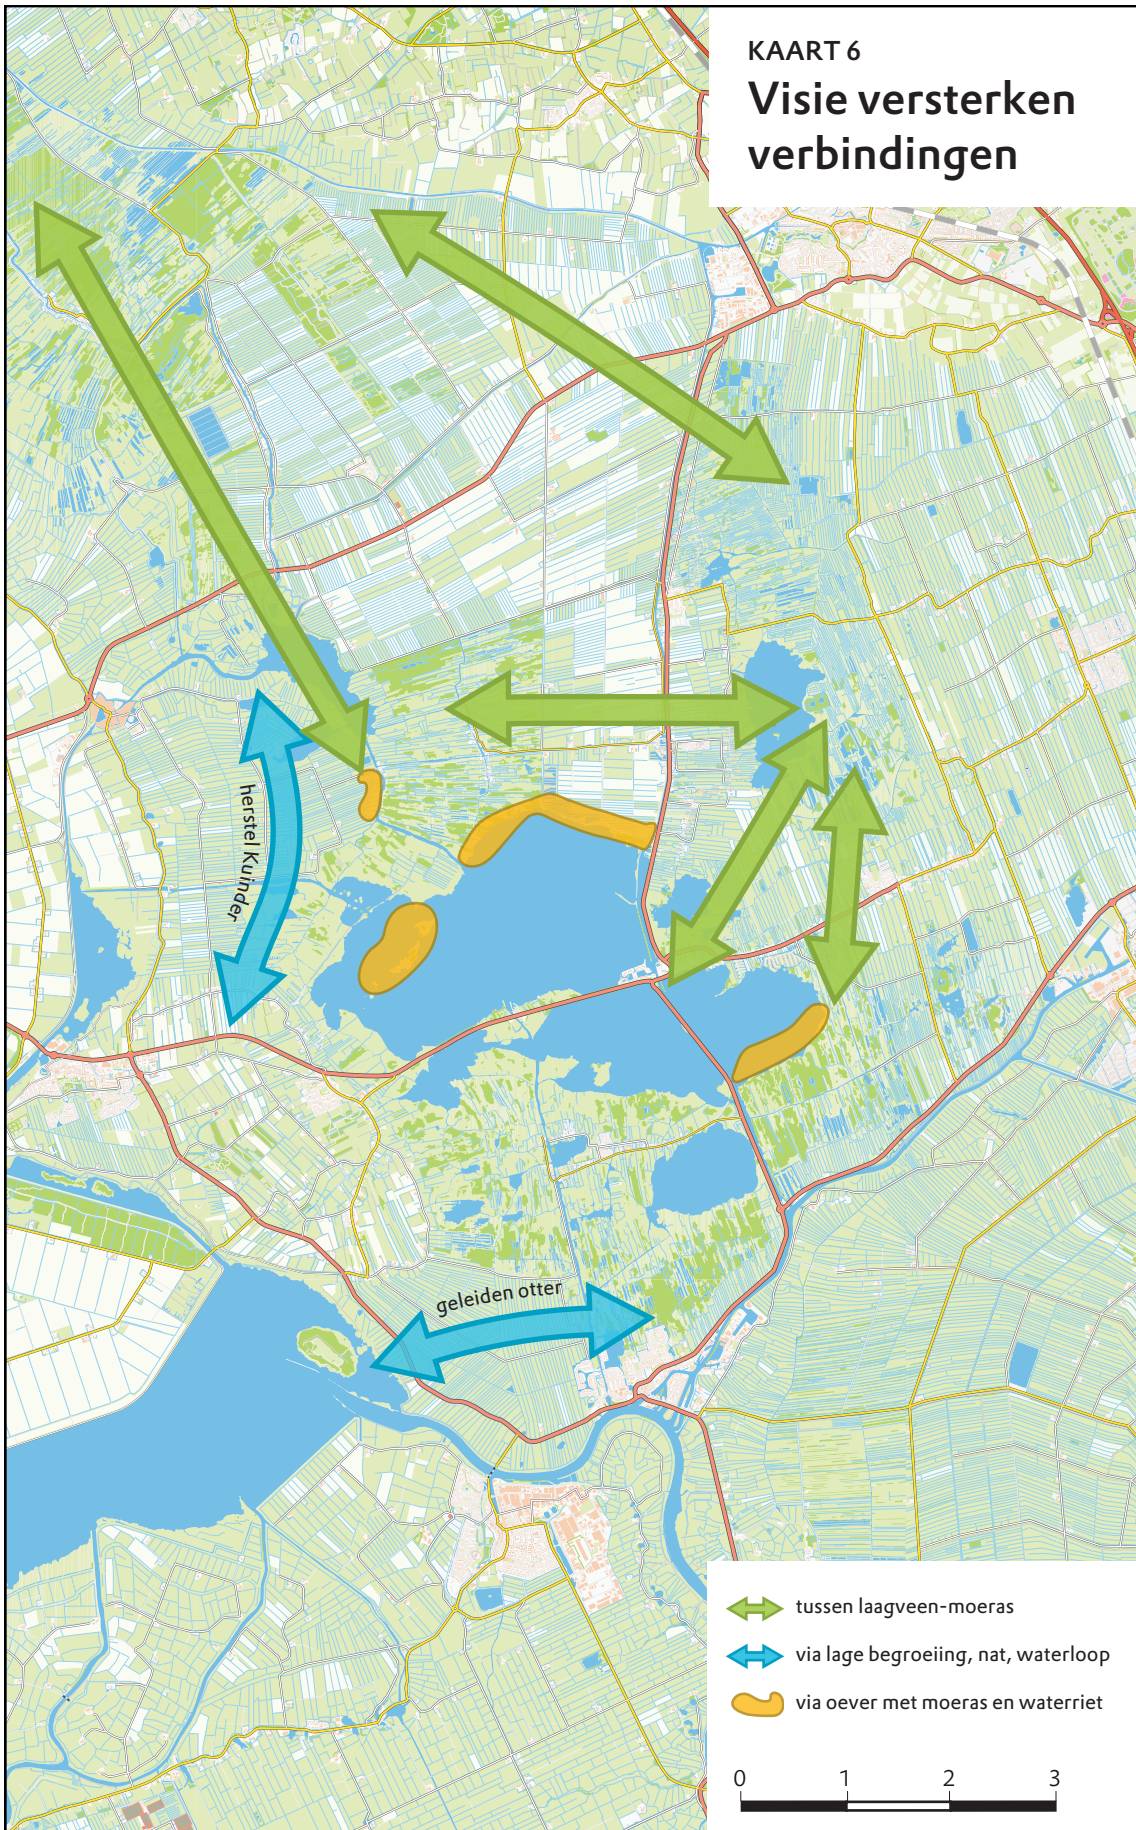 KAART 6
Visie versterken
verbindingen
herstel Kuinder
geleiden otter
tussen laagveen-moeras
via lage begroeiing, nat, waterloop
via oever met moeras en waterriet
0 1 2 3